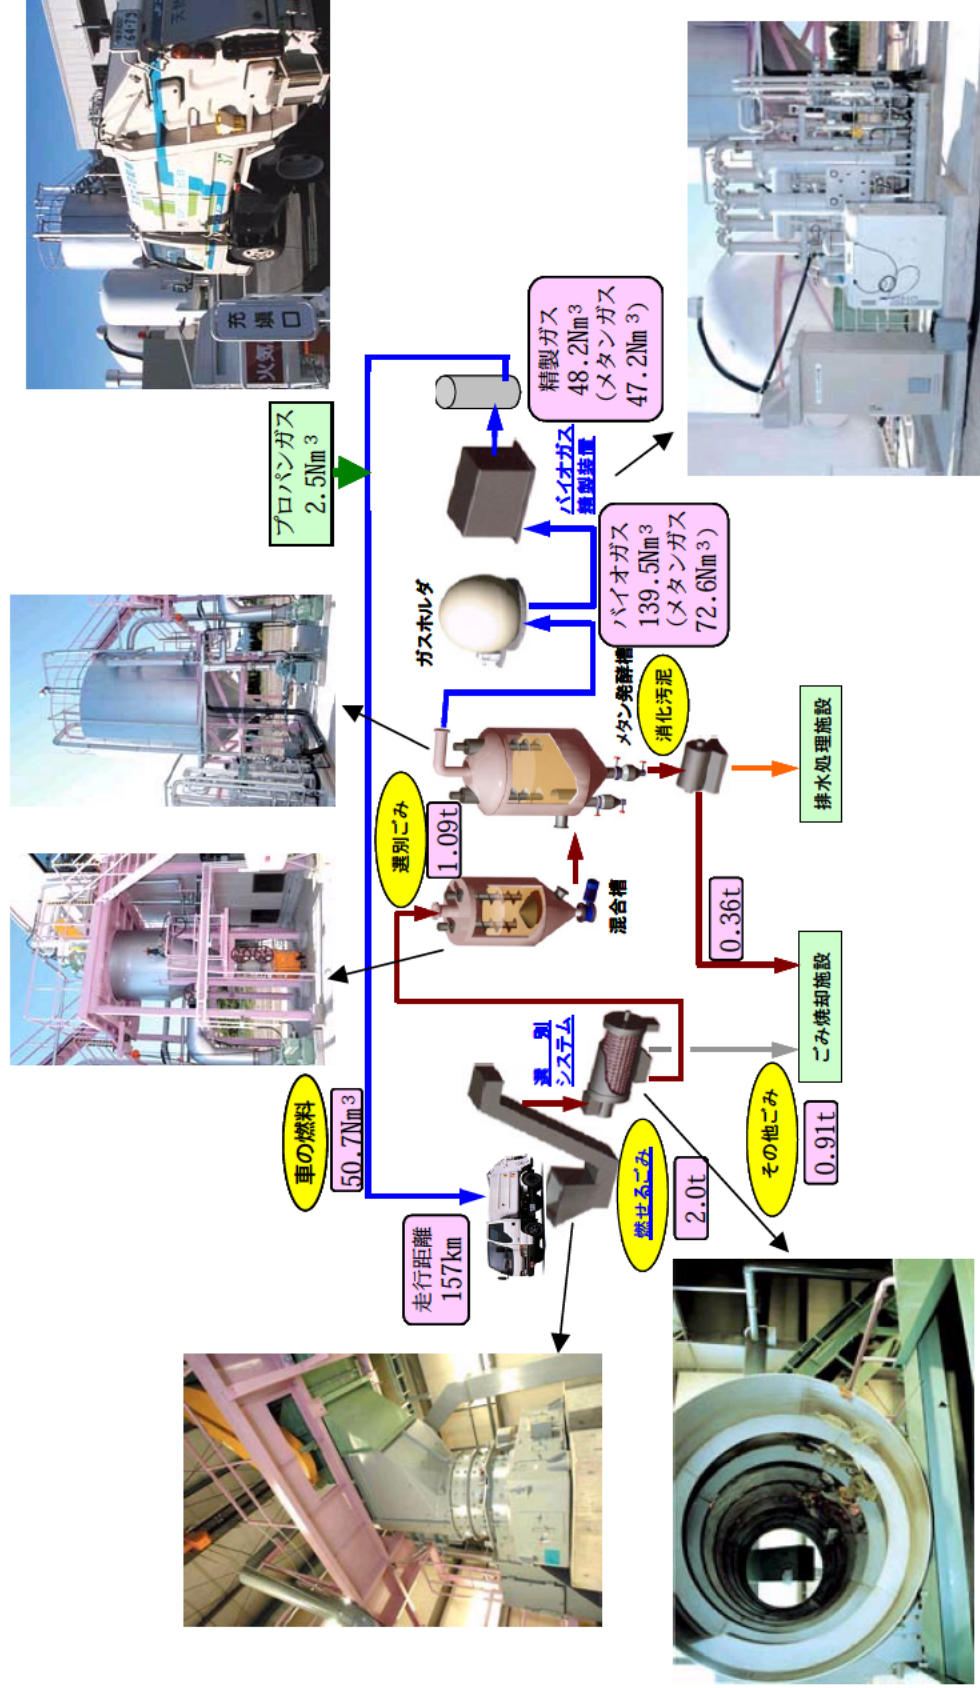 車の燃料
50.7Nm³
プロパンガス
2.5Nm³
充塡口
火気
64-79
37
走行距離
157km
選別ごみ
1.09t
ガスホルダ
精製ガス
48.2Nm³
(メタンガス
47.2Nm³)
バイオガス
精製装置
選 別
システム
混合槽
メタン発酵槽
バイオガス
139.5Nm³
(メタンガス
72.6Nm³)
燃せるごみ
2.0t
消化汚泥
0.36t
その他ごみ
0.91t
ごみ焼却施設
排水処理施設